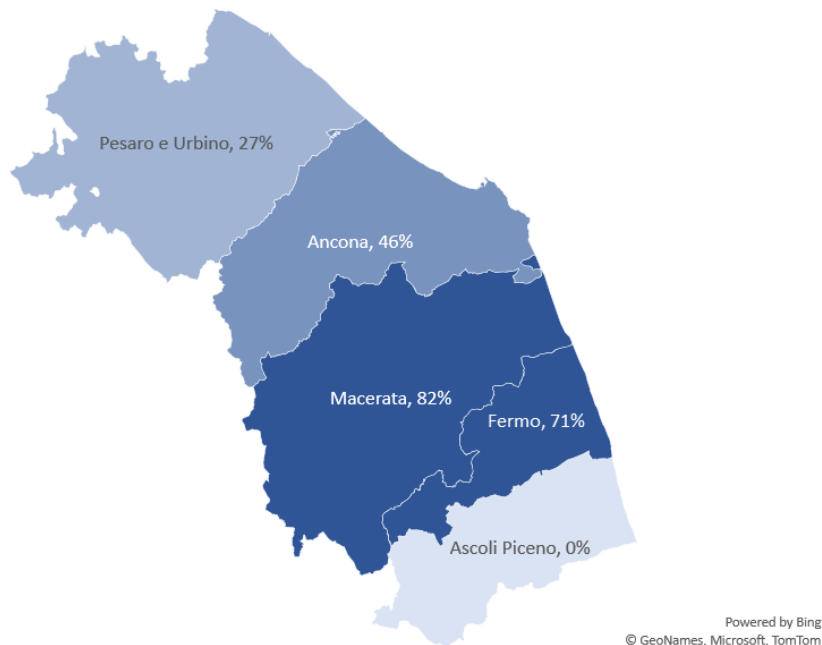 Pesaro e Urbino, 27%
Ancona, 46%
Macerata, 82%
Fermo, 71%
Ascoli Piceno, 0%
Powered by Bing
© GeoNames, Microsoft, TomTom